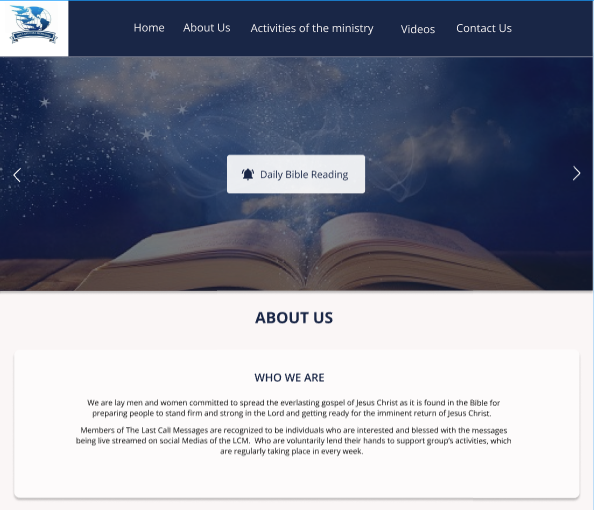 Home About Us Activities of the ministry Videos Contact Us
Daily Bible Reading
ABOUT US
WHO WE ARE
We are lay men and women committed to spread the everlasting gospel of Jesus Christ as it is found in the Bible for
preparing people to stand firm and strong in the Lord and getting ready for the imminent return of Jesus Christ.
Members of The Last Call Messages are recognized to be individuals who are interested and blessed with the messages
being live streamed on social Medias of the LCM. Who are voluntarily lend their hands to support group's activities, which
are regularly taking place in every week.